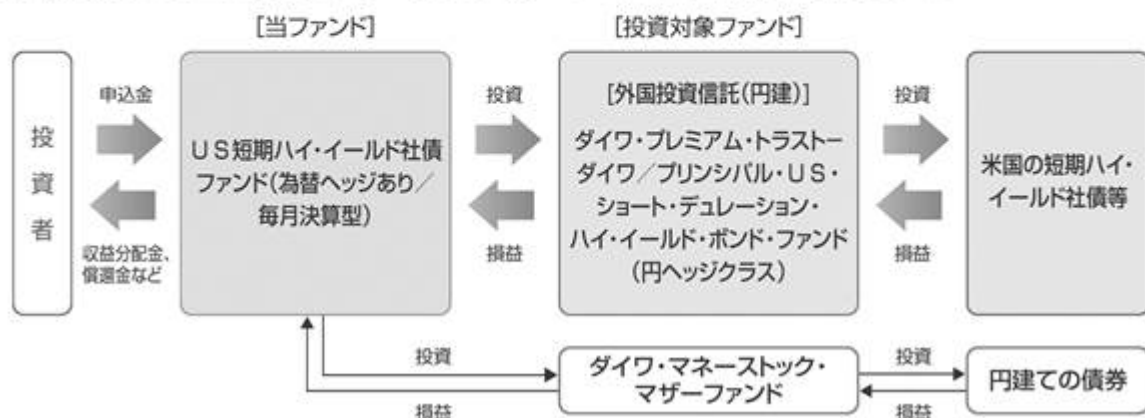 [当ファンド]
[投資対象ファンド]
投資者
申込金
収益分配金、
償還金など
US短期ハイ・イールド社債
ファンド(為替ヘッジあり/
毎月決算型)
投資
損益
[外国投資信託(円建)]
ダイワ・プレミアム・トラスト−
ダイワ/プリンシパル・US・
ショート・デュレーション・
ハイ・イールド・ボンド・ファンド
(円ヘッジクラス)
投資
損益
米国の短期ハイ・
イールド社債等
投資
損益
ダイワ・マネーストック・
マザーファンド
投資
損益
円建ての債券